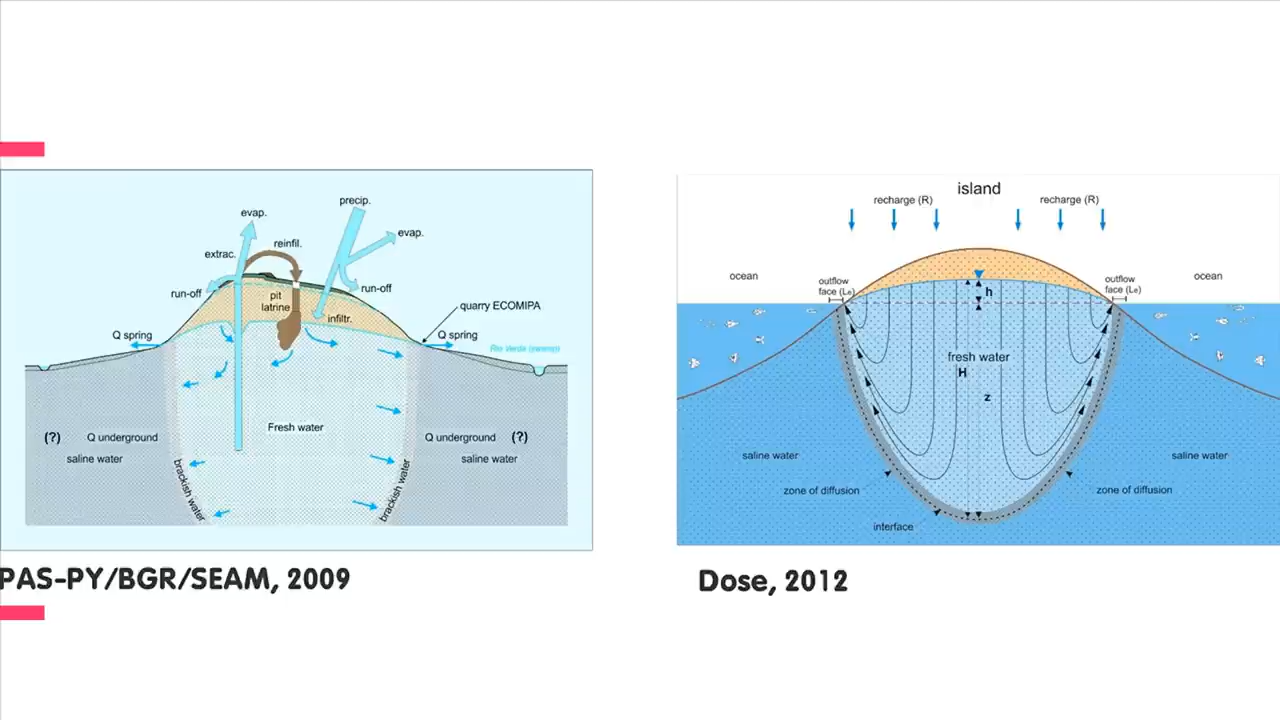 precip.
evap.
evap.
reinfil.
extrac.
run-off
run-off
pit
latrine
infiltr.
quarry ECOMIPA
Q spring
Q spring
Rio Verde (swamp)
Fresh water
(?)
Q underground
saline water
Q underground
(?)
saline water
brackish water
brackish water
PAS-PY/BGR/SEAM, 2009
island
recharge (R)
recharge (R)
ocean
outflow
face (Lₑ)
outflow
face (Lₑ)
ocean
h
fresh water
H
z
saline water
saline water
zone of diffusion
zone of diffusion
interface
Dose, 2012